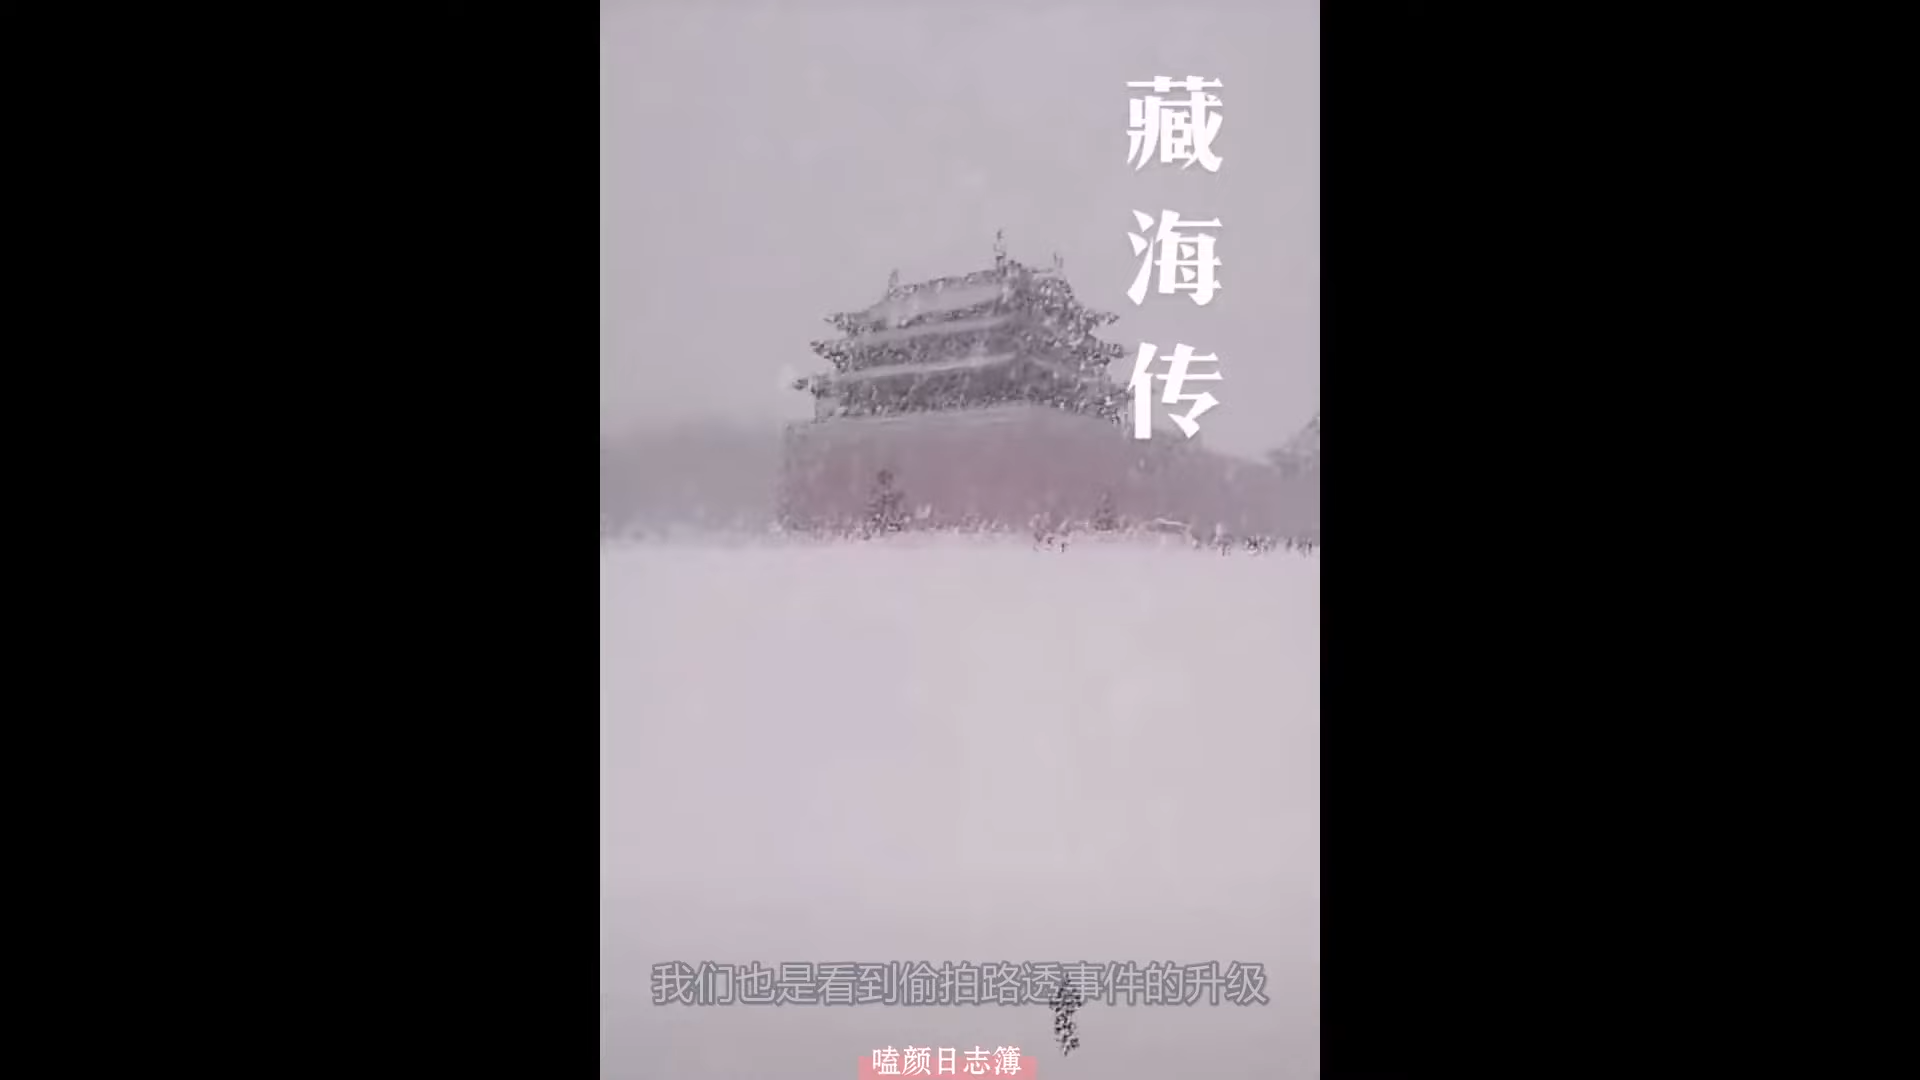 藏海传
我们也是看到偷拍路透事件的升级
嗑颜日志簿